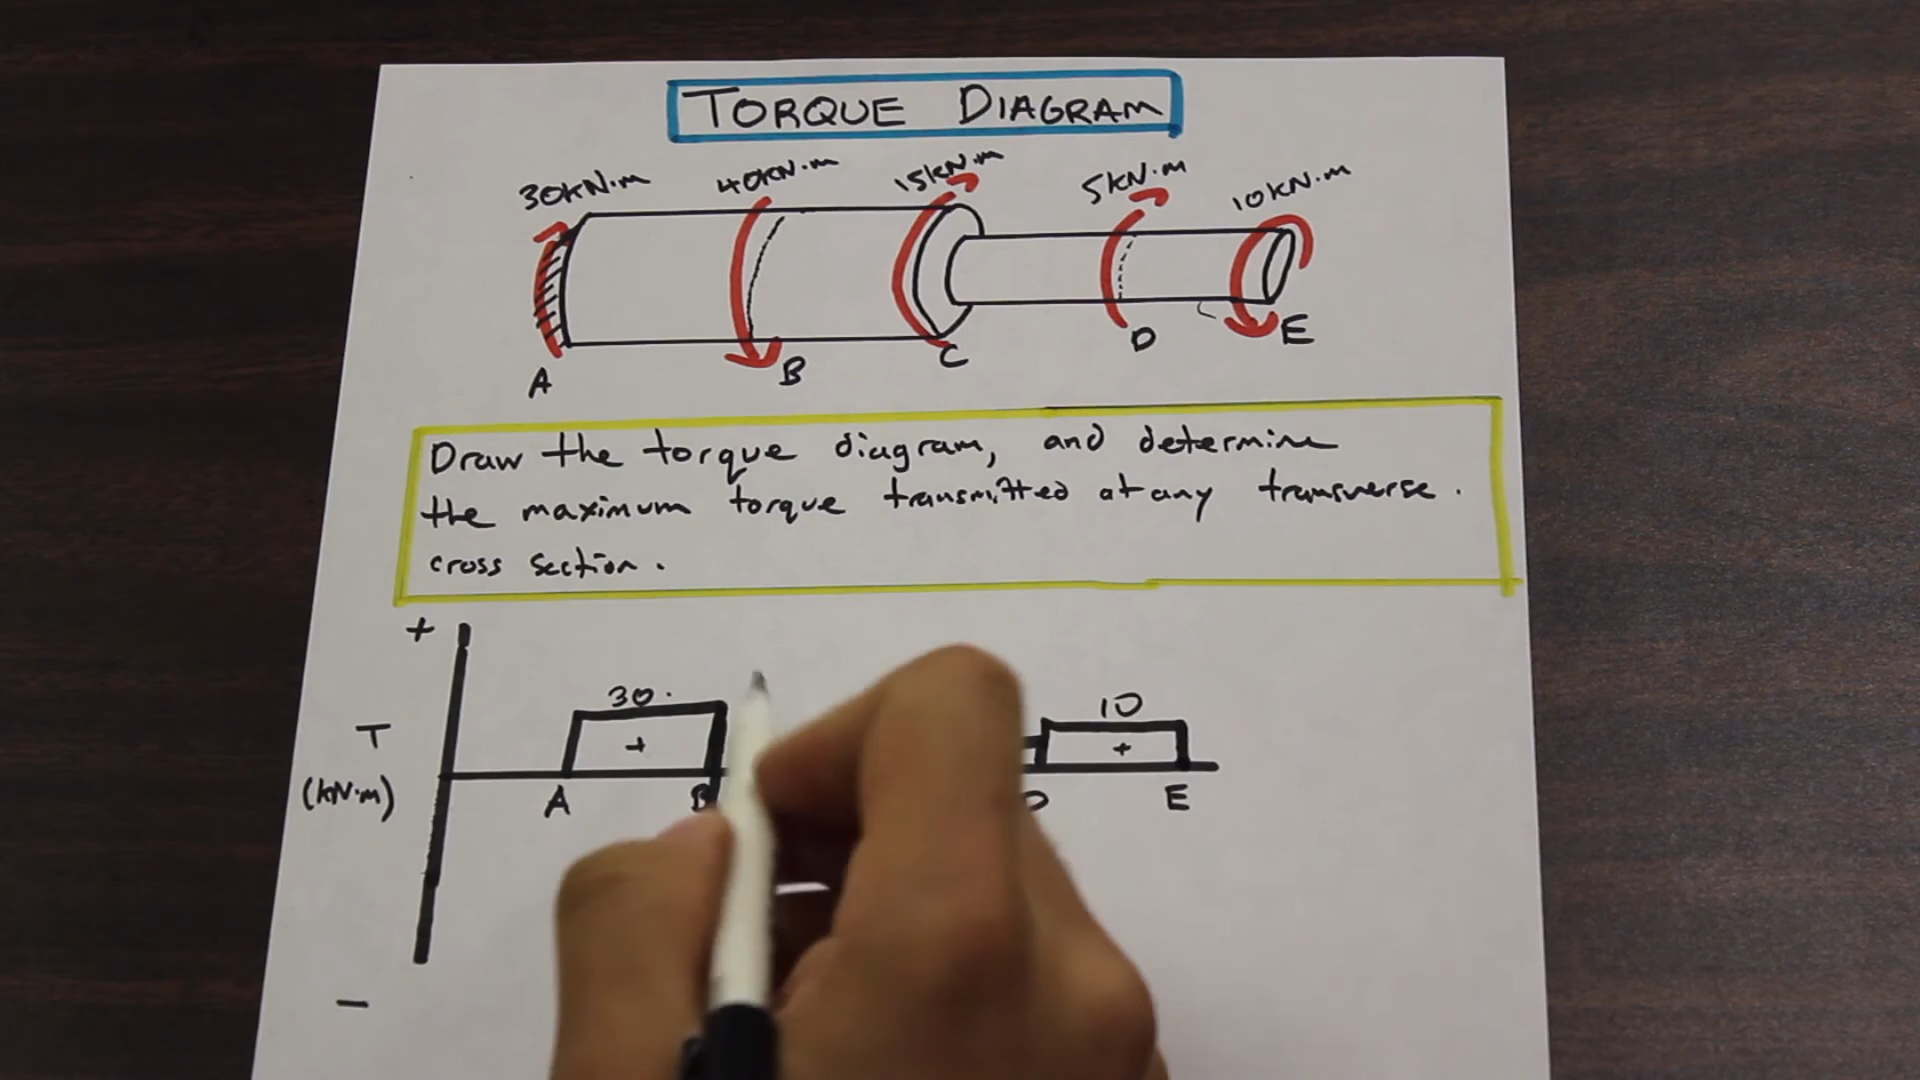 TORQUE DIAGRAM
30KN·m 40KN·m 15KN·m 5KN·m 10KN·m
A B C D E
Draw the torque diagram, and determine
the maximum torque transmitted at any transverse.
cross section.
+
30. 10
T + +
(KN·m) A B D E
-